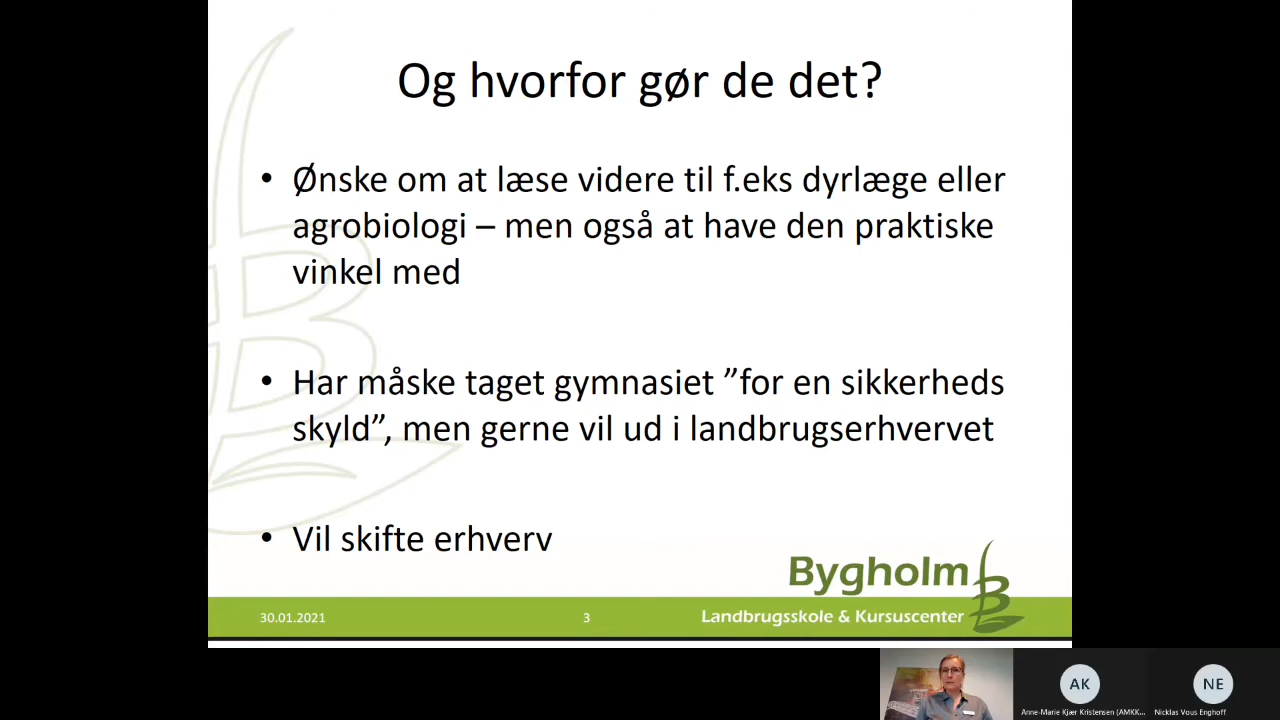 Og hvorfor gør de det?
• Ønske om at læse videre til f.eks dyrlæge eller
agrobiologi – men også at have den praktiske
vinkel med
• Har måske taget gymnasiet ”for en sikkerheds
skyld”, men gerne vil ud i landbrugserhvervet
• Vil skifte erhverv
Bygholm
30.01.2021
3
Landbrugsskole & Kursuscenter
AK
NE
Anne-Marie Kjær Kristensen (AMKK...
Nicklas Vous Enghoff